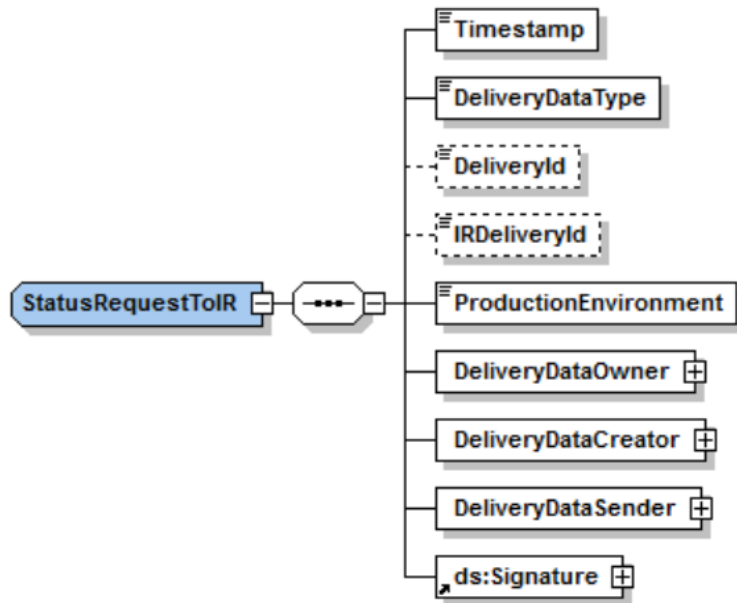 Timestamp
DeliveryDataType
DeliveryId
IRDeliveryId
StatusRequestToIR
ProductionEnvironment
DeliveryDataOwner
DeliveryDataCreator
DeliveryDataSender
ds:Signature